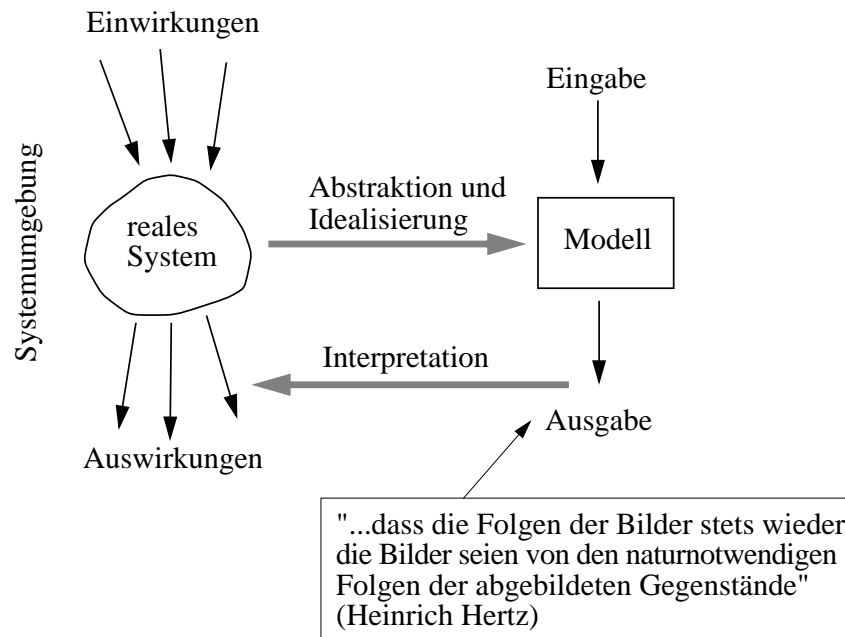 Einwirkungen
Systemumgebung
reales
System
Auswirkungen
Abstraktion und
Idealisierung
Interpretation
Eingabe
Modell
Ausgabe
"...dass die Folgen der Bilder stets wieder
die Bilder seien von den naturnotwendigen
Folgen der abgebildeten Gegenstände"
(Heinrich Hertz)